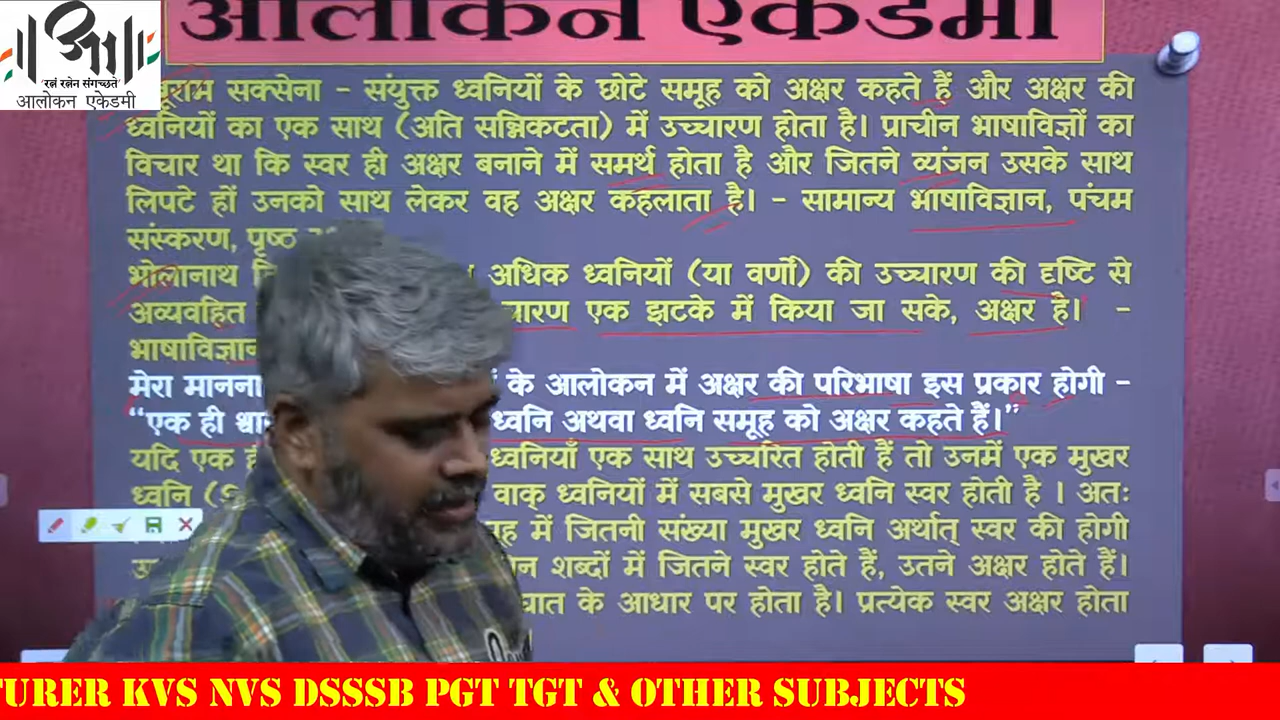 आलोकन एकेडमी
रत्नं रत्नेन संगच्छते
आलोकन एकेडमी
सक्सेना - संयुक्त ध्वनियों के छोटे समूह को अक्षर कहते हैं और अक्षर की
ध्वनियों का एक साथ (अति सन्निकटता) में उच्चारण होता है। प्राचीन भाषाविज्ञों का
विचार था कि स्वर ही अक्षर बनाने में समर्थ होता है और जितने व्यंजन उसके साथ
लिपटे हों उनको साथ लेकर वह अक्षर कहलाता है। - सामान्य भाषाविज्ञान, पंचम
संस्करण, पृष्ठ
भोलानाथ अधिक ध्वनियों (या वर्णों) की उच्चारण की दृष्टि से
अव्यवहित एक झटके में किया जा सके, अक्षर है। -
भाषाविज्ञान
मेरा मानना के आलोकन में अक्षर की परिभाषा इस प्रकार होगी -
“एक ही ध्वनि अथवा ध्वनि समूह को अक्षर कहते हैं।”
यदि एक ध्वनियाँ एक साथ उच्चरित होती हैं तो उनमें एक मुखर
ध्वनि वाक् ध्वनियों में सबसे मुखर ध्वनि स्वर होती है । अतः
में जितनी संख्या मुखर ध्वनि अर्थात् स्वर की होगी
शब्दों में जितने स्वर होते हैं, उतने अक्षर होते हैं।
के आधार पर होता है। प्रत्येक स्वर अक्षर होता
TURER KVS NVS DSSSB PGT TGT & OTHER SUBJECTS